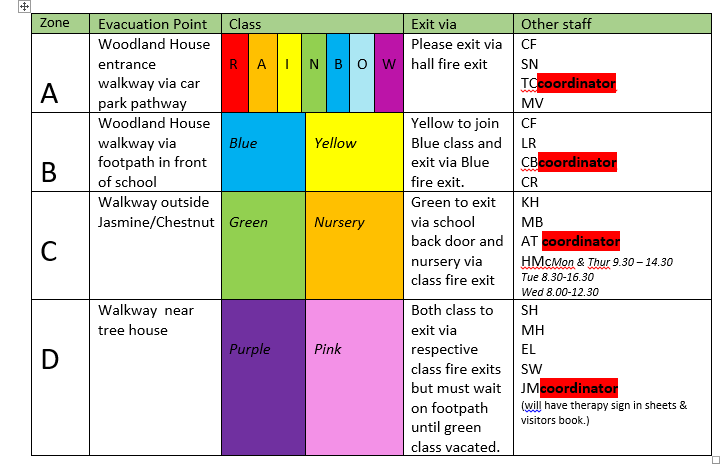 Zone Evacuation Point Class Exit via Other staff
A
Woodland House
entrance
walkway via car
park pathway
R A I N B O W
Please exit via
hall fire exit
CF
SN
TCcoordinator
MV
B
Woodland House
walkway via
footpath in front
of school
Blue
Yellow
Yellow to join
Blue class and
exit via Blue
fire exit.
CF
LR
CBcoordinator
CR
C
Walkway outside
Jasmine/Chestnut
Green
Nursery
Green to exit
via school
back door and
nursery via
class fire exit
KH
MB
AT coordinator
HMcMon & Thur 9.30 – 14.30
Tue 8.30-16.30
Wed 8.00-12.30
D
Walkway near
tree house
Purple
Pink
Both class to
exit via
respective
class fire exits
but must wait
on footpath
until green
class vacated.
SH
MH
EL
SW
JMcoordinator
(will have therapy sign in sheets &
visitors book.)